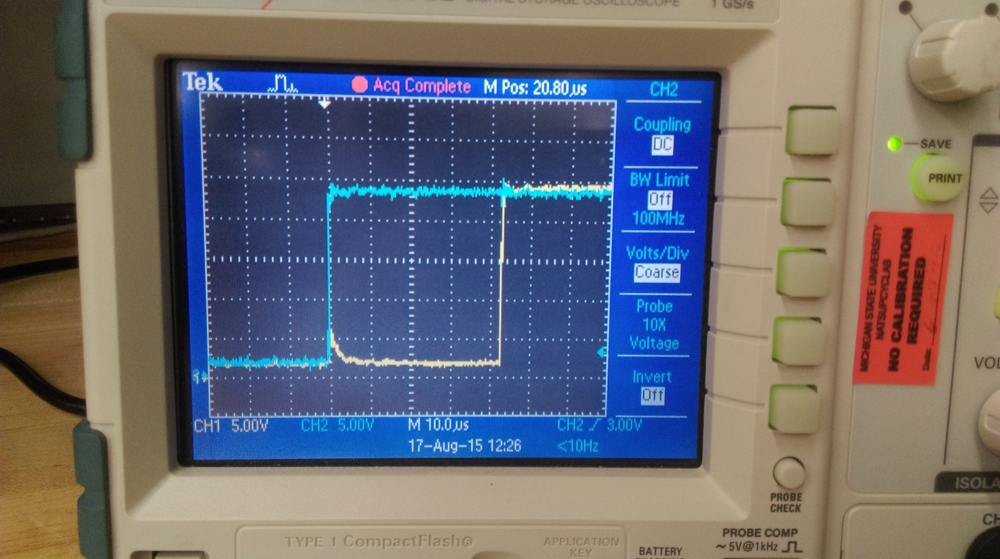 DIGITAL STORAGE OSCILLOSCOPE
1 GS/s
Tek
Acq Complete
M Pos: 20.80µs
CH2
Coupling
DC
BW Limit
Off
100MHz
Volts/Div
Coarse
Probe
10X
Voltage
Invert
Off
CH1 5.00V
CH2 5.00V
M 10.0µs
CH2 3.00V
17-Aug-15 12:26
<10Hz
SAVE
PRINT
MICHIGAN STATE UNIVERSITY
NATSUPCYCLAB
NO CALIBRATION
REQUIRED
Date:
VOL
ISOLA
CH
PROBE
CHECK
PROBE COMP
~5V@1kHz
TYPE I CompactFlash®
APPLICATION
KEY
BATTERY